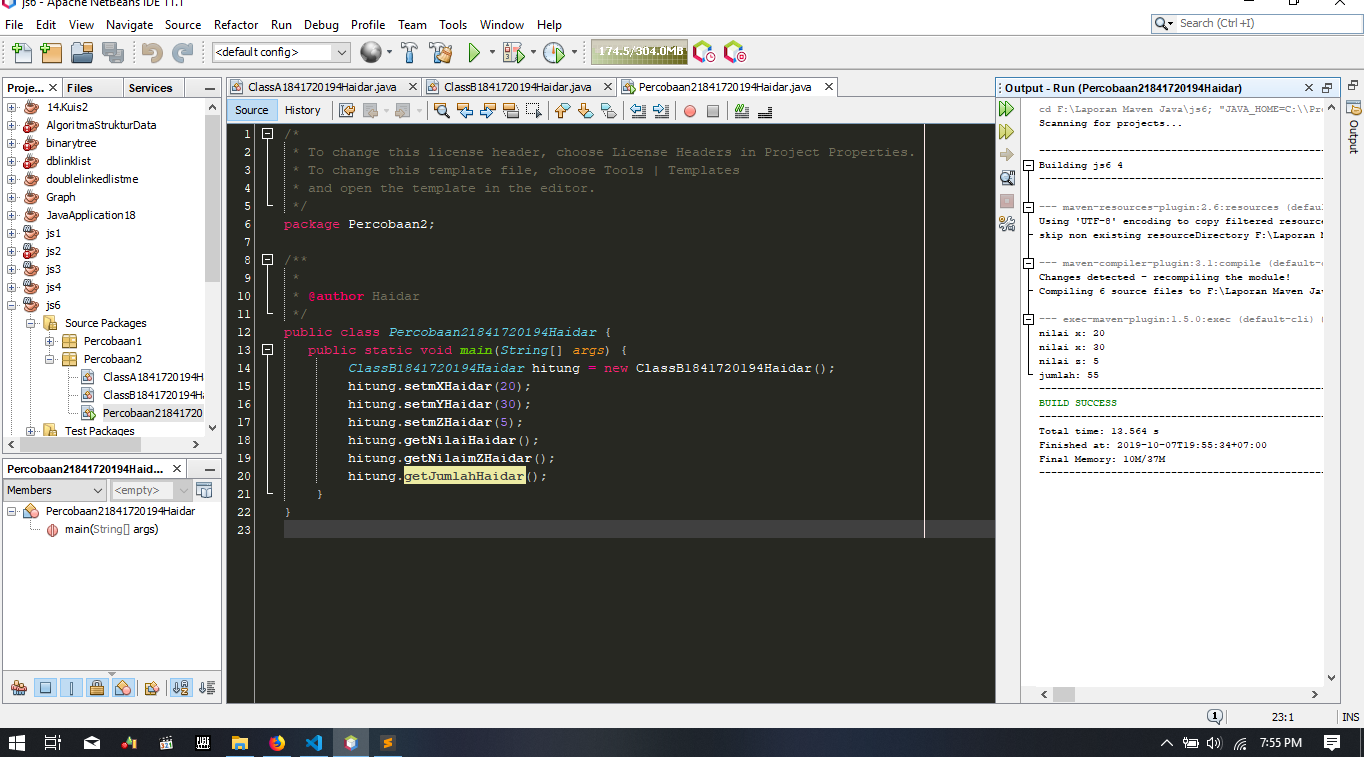 js6 - Apache NetBeans IDE 11.1
File Edit View Navigate Source Refactor Run Debug Profile Team Tools Window Help
Search (Ctrl+I)
<default config>
174.5/304.0MB
Proje... Files Services
14.Kuis2
AlgoritmaStrukturData
binarytree
dblinklist
doublelinkedlistme
Graph
JavaApplication18
js1
js2
js3
js4
js6
Source Packages
Percobaan1
Percobaan2
ClassA1841720194H
ClassB1841720194H
Percobaan21841720
Test Packages
Percobaan21841720194Haid...
Members <empty>
Percobaan21841720194Haidar
main(String[] args)
ClassA1841720194Haidar.java ClassB1841720194Haidar.java Percobaan21841720194Haidar.java
Source History
1 /*
2 * To change this license header, choose License Headers in Project Properties.
3 * To change this template file, choose Tools | Templates
4 * and open the template in the editor.
5 */
6 package Percobaan2;
7
8 /**
9 *
10 * @author Haidar
11 */
12 public class Percobaan21841720194Haidar {
13 public static void main(String[] args) {
14 ClassB1841720194Haidar hitung = new ClassB1841720194Haidar();
15 hitung.setmXHaidar(20);
16 hitung.setmYHaidar(30);
17 hitung.setmZHaidar(5);
18 hitung.getNilaiHaidar();
19 hitung.getNilaimZHaidar();
20 hitung.getJumlahHaidar();
21 }
22 }
23
Output - Run (Percobaan21841720194Haidar)
cd F:\Laporan Maven Java\js6; "JAVA_HOME=C:\\Pro
Scanning for projects...
------------------------------------------------
Building js6 4
------------------------------------------------
--- maven-resources-plugin:2.6:resources (defau
Using 'UTF-8' encoding to copy filtered resourc
skip non existing resourceDirectory F:\Laporan M
--- maven-compiler-plugin:3.1:compile (default-
Changes detected - recompiling the module!
Compiling 6 source files to F:\Laporan Maven Jav
--- exec-maven-plugin:1.5.0:exec (default-cli)
nilai x: 20
nilai x: 30
nilai z: 5
jumlah: 55
------------------------------------------------
BUILD SUCCESS
------------------------------------------------
Total time: 13.564 s
Finished at: 2019-10-07T19:55:34+07:00
Final Memory: 10M/37M
------------------------------------------------
Output
1 23:1 INS
7:55 PM